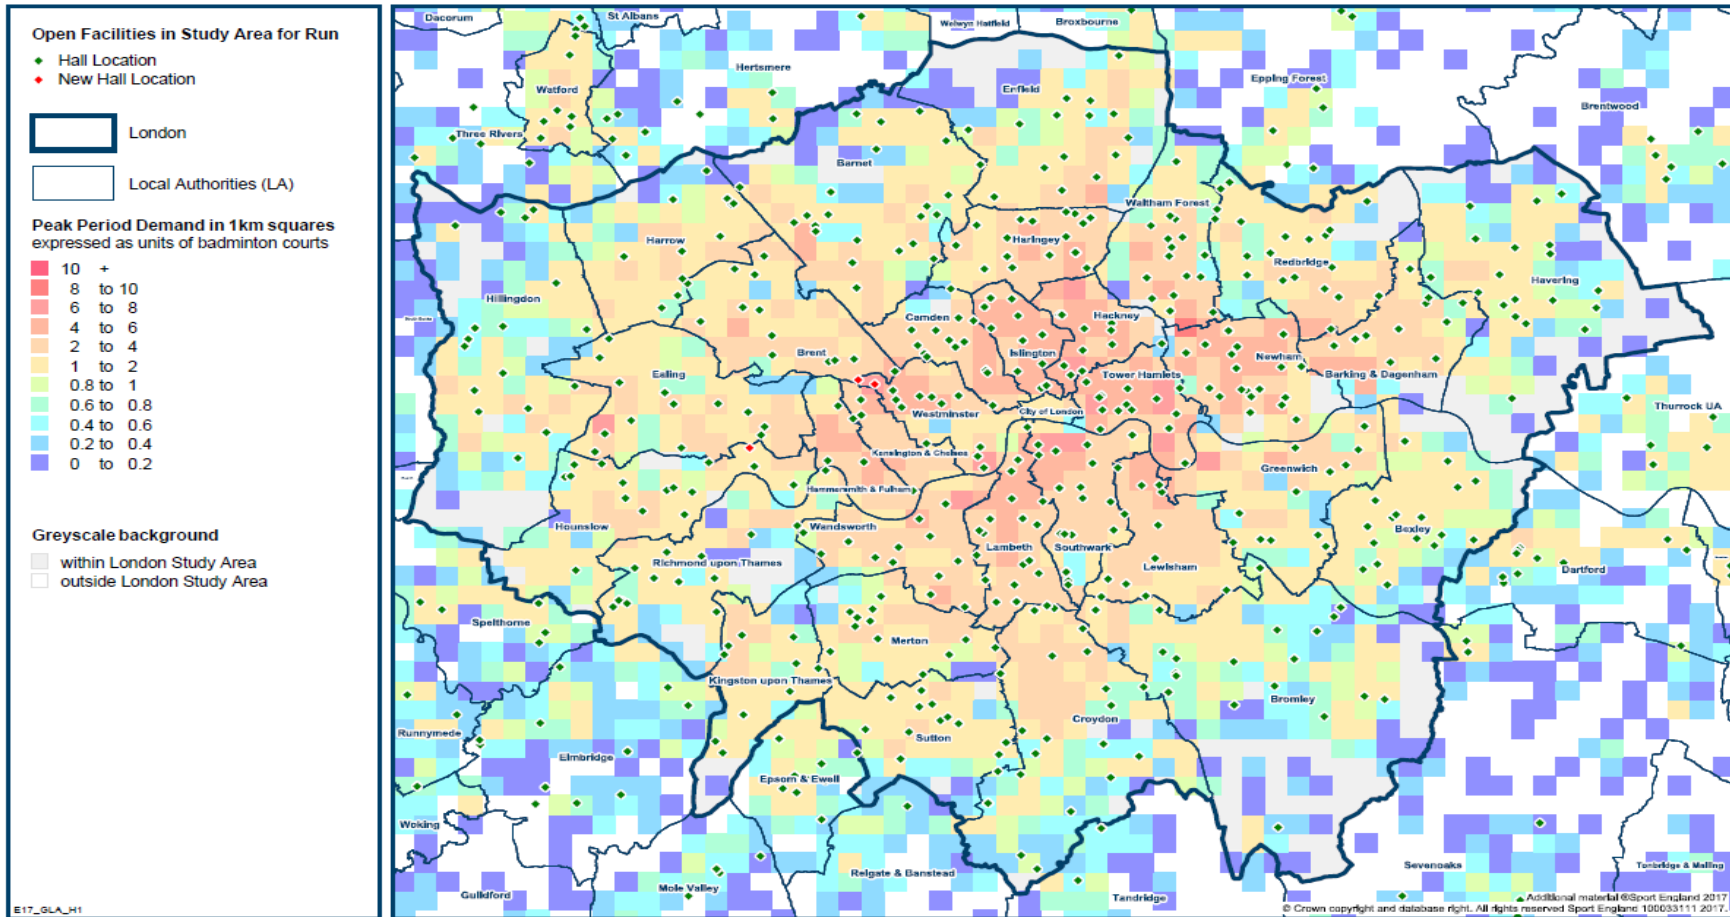 Open Facilities in Study Area for Run
Hall Location
New Hall Location
London
Local Authorities (LA)
Peak Period Demand in 1km squares
expressed as units of badminton courts
10 +
8 to 10
6 to 8
4 to 6
2 to 4
1 to 2
0.8 to 1
0.6 to 0.8
0.4 to 0.6
0.2 to 0.4
0 to 0.2
Greyscale background
within London Study Area
outside London Study Area
E17_GLA_H1
Dacorum
St Albans
Welwyn Hatfield
Broxbourne
Hertsmere
Epping Forest
Watford
Enfield
Brentwood
Three Rivers
Barnet
Waltham Forest
Harrow
Haringey
Redbridge
Havering
Hillingdon
Camden
Hackney
Brent
Islington
Newham
Ealing
Tower Hamlets
Barking & Dagenham
Westminster
City of London
Thurrock UA
Kensington & Chelsea
Greenwich
Hammersmith & Fulham
Hounslow
Wandsworth
Bexley
Lambeth
Southwark
Richmond upon Thames
Lewisham
Dartford
Spelthorne
Merton
Kingston upon Thames
Bromley
Croydon
Runnymede
Sutton
Elmbridge
Epsom & Ewell
Woking
Reigate & Banstead
Sevenoaks
Tonbridge & Malling
Guildford
Mole Valley
Tandridge
Additional material ©Sport England 2017
© Crown copyright and database right. All rights reserved Sport England 100033111 2017.